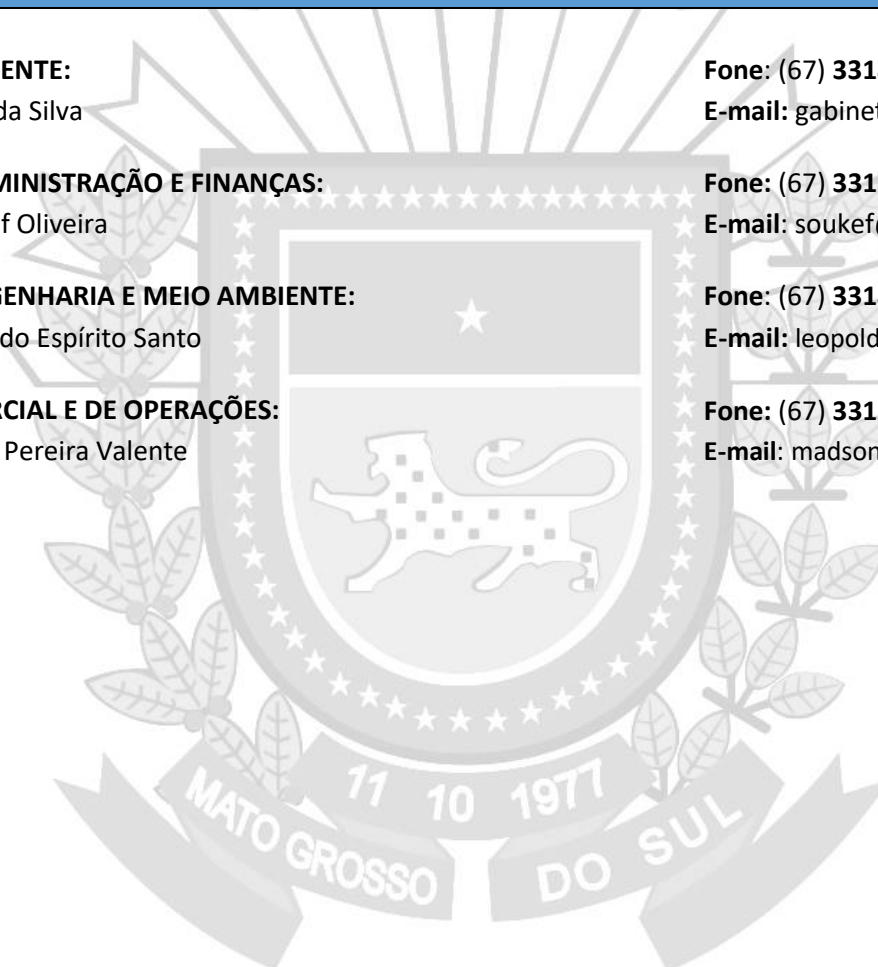 ENTE:
Fone: (67) 331
da Silva
E-mail: gabinet
MINISTRAÇÃO E FINANÇAS:
Fone: (67) 331
f Oliveira
E-mail: soukef
GENHARIA E MEIO AMBIENTE:
Fone: (67) 331
do Espírito Santo
E-mail: leopold
RCIAL E DE OPERAÇÕES:
Fone: (67) 331
Pereira Valente
E-mail: madson
11 10 1977
MATO GROSSO DO SUL